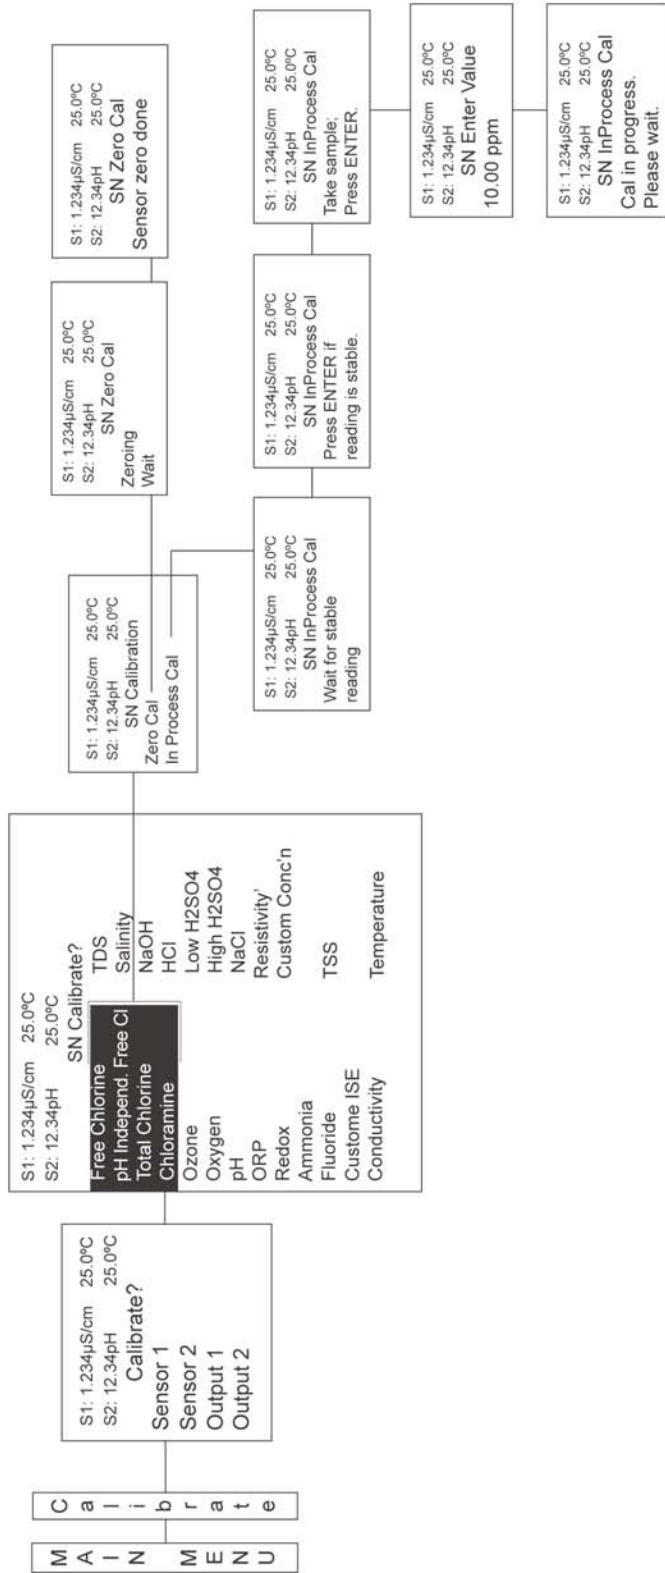 MAIN MENU
Calibrate
S1: 1.234µS/cm 25.0ºC
S2: 12.34pH 25.0ºC
Calibrate?
Sensor 1
Sensor 2
Output 1
Output 2
S1: 1.234µS/cm 25.0ºC
S2: 12.34pH 25.0ºC
SN Calibrate?
Free Chlorine TDS
pH Independ. Free Cl Salinity
Total Chlorine NaOH
Chloramine HCl
Ozone Low H2SO4
Oxygen High H2SO4
pH NaCl
ORP Resistivity'
Redox Custom Conc'n
Ammonia
Fluoride TSS
Custome ISE
Conductivity Temperature
S1: 1.234µS/cm 25.0ºC
S2: 12.34pH 25.0ºC
SN Calibration
Zero Cal
In Process Cal
S1: 1.234µS/cm 25.0ºC
S2: 12.34pH 25.0ºC
SN Zero Cal
Zeroing
Wait
S1: 1.234µS/cm 25.0ºC
S2: 12.34pH 25.0ºC
SN Zero Cal
Sensor zero done
S1: 1.234µS/cm 25.0ºC
S2: 12.34pH 25.0ºC
SN InProcess Cal
Wait for stable
reading
S1: 1.234µS/cm 25.0ºC
S2: 12.34pH 25.0ºC
SN InProcess Cal
Press ENTER if
reading is stable.
S1: 1.234µS/cm 25.0ºC
S2: 12.34pH 25.0ºC
SN InProcess Cal
Take sample;
Press ENTER.
S1: 1.234µS/cm 25.0ºC
S2: 12.34pH 25.0ºC
SN Enter Value
10.00 ppm
S1: 1.234µS/cm 25.0ºC
S2: 12.34pH 25.0ºC
SN InProcess Cal
Cal in progress.
Please wait.